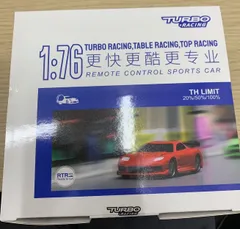 TURBO
RACING
TURBO RACING,TABLE RACING,TOP RACING
1:76 更快更酷更专业
REMOTE CONTROL SPORTS CAR
TH LIMIT
20%/50%/100%
RTR
TURBO
RACING